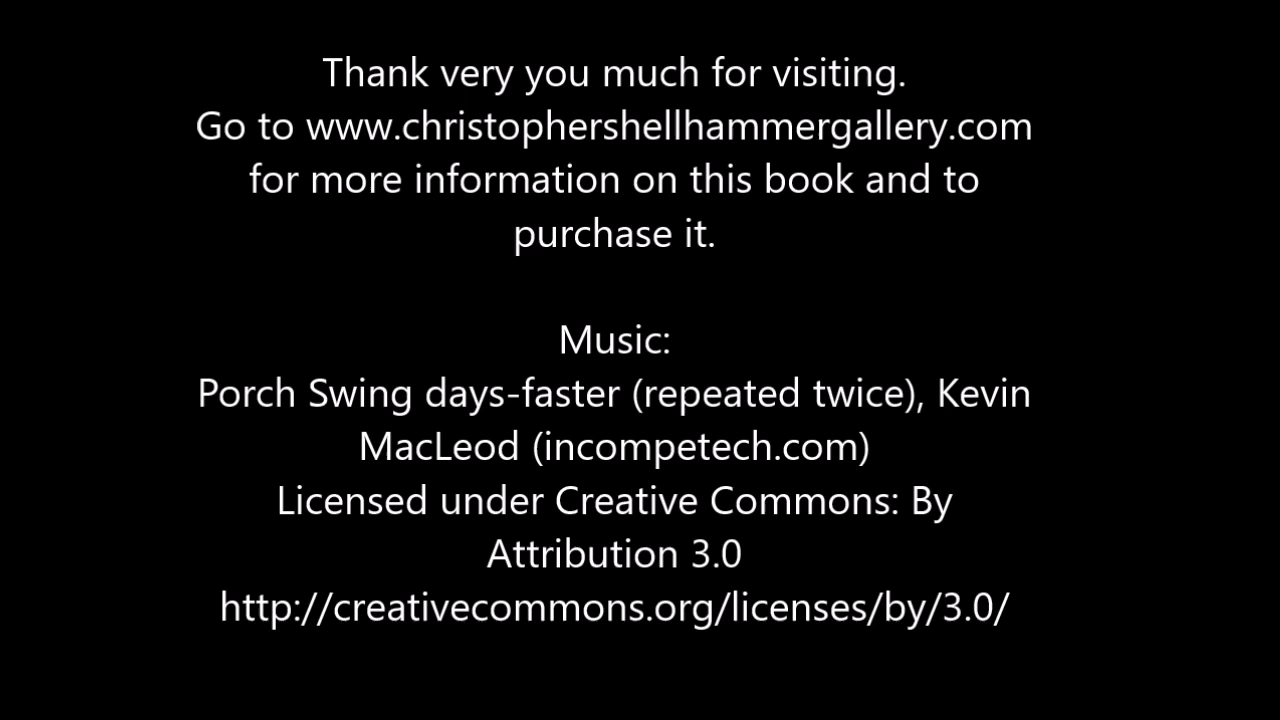 Thank very you much for visiting.
Go to www.christophershellhammergallery.com
for more information on this book and to
purchase it.
Music:
Porch Swing days-faster (repeated twice), Kevin
MacLeod (incompetech.com)
Licensed under Creative Commons: By
Attribution 3.0
http://creativecommons.org/licenses/by/3.0/